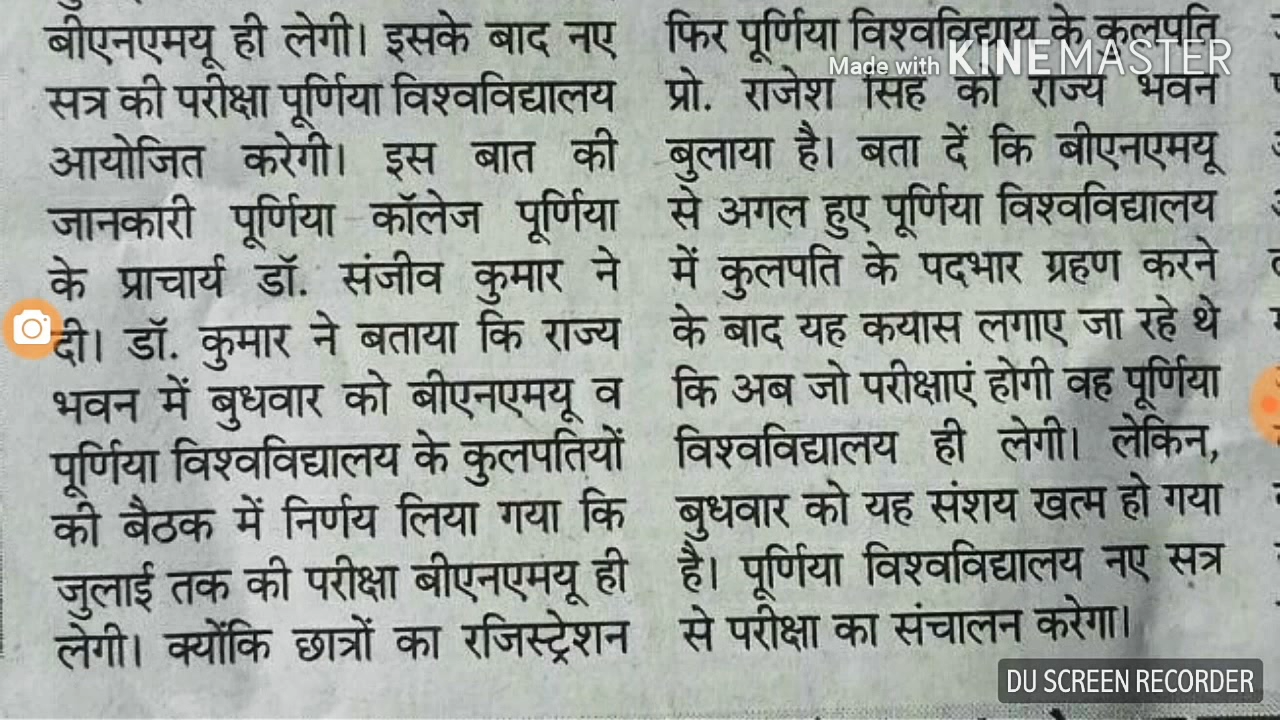 बीएनएमयू ही लेगी। इसके बाद नए
सत्र की परीक्षा पूर्णिया विश्वविद्यालय
आयोजित करेगी। इस बात की
जानकारी पूर्णिया कॉलेज पूर्णिया
के प्राचार्य डॉ. संजीव कुमार ने
दी। डॉ. कुमार ने बताया कि राज्य
भवन में बुधवार को बीएनएमयू व
पूर्णिया विश्वविद्यालय के कुलपतियों
की बैठक में निर्णय लिया गया कि
जुलाई तक की परीक्षा बीएनएमयू ही
लेगी। क्योंकि छात्रों का रजिस्ट्रेशन
फिर पूर्णिया विश्वविद्याय के कुलपति
प्रो. राजेश सिंह को राज्य भवन
बुलाया है। बता दें कि बीएनएमयू
से अगल हुए पूर्णिया विश्वविद्यालय
में कुलपति के पदभार ग्रहण करने
के बाद यह कयास लगाए जा रहे थे
कि अब जो परीक्षाएं होगी वह पूर्णिया
विश्वविद्यालय ही लेगी। लेकिन,
बुधवार को यह संशय खत्म हो गया
है। पूर्णिया विश्वविद्यालय नए सत्र
से परीक्षा का संचालन करेगा।
Made with KINEMASTER
DU SCREEN RECORDER